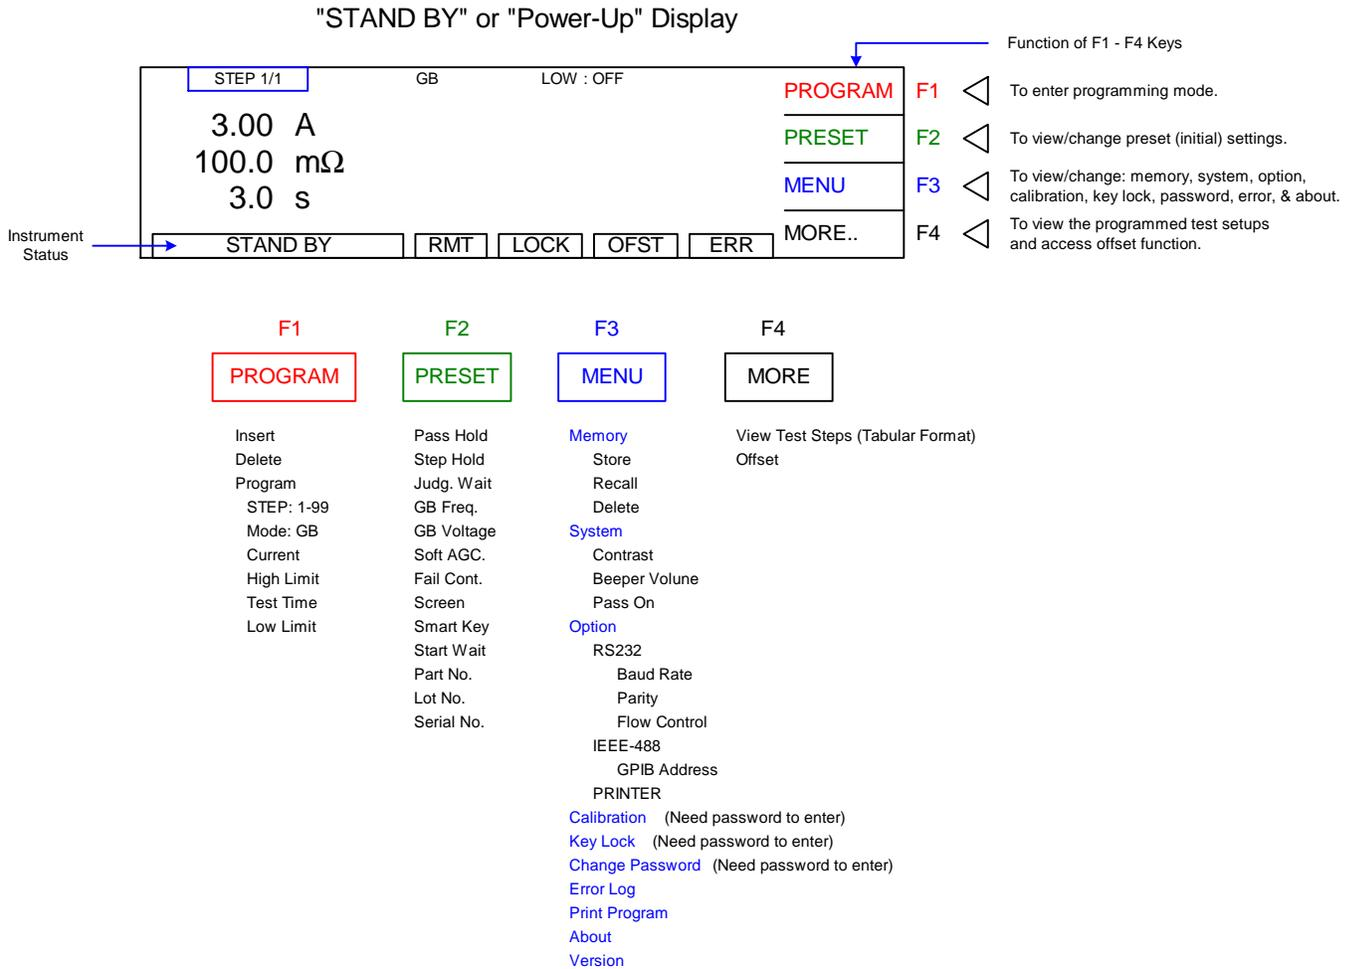 "STAND BY" or "Power-Up" Display
Function of F1 - F4 Keys
STEP 1/1 GB LOW : OFF
PROGRAM F1 To enter programming mode.
3.00 A
PRESET F2 To view/change preset (initial) settings.
100.0 mΩ
MENU F3 To view/change: memory, system, option,
calibration, key lock, password, error, & about.
3.0 s
MORE.. F4 To view the programmed test setups
and access offset function.
Instrument
Status
STAND BY RMT LOCK OFST ERR
F1 F2 F3 F4
PROGRAM PRESET MENU MORE
Insert Pass Hold Memory View Test Steps (Tabular Format)
Delete Step Hold Store Offset
Program Judg. Wait Recall
STEP: 1-99 GB Freq. Delete
Mode: GB GB Voltage System
Current Soft AGC. Contrast
High Limit Fail Cont. Beeper Volune
Test Time Screen Pass On
Low Limit Smart Key Option
Start Wait RS232
Part No. Baud Rate
Lot No. Parity
Serial No. Flow Control
IEEE-488
GPIB Address
PRINTER
Calibration (Need password to enter)
Key Lock (Need password to enter)
Change Password (Need password to enter)
Error Log
Print Program
About
Version